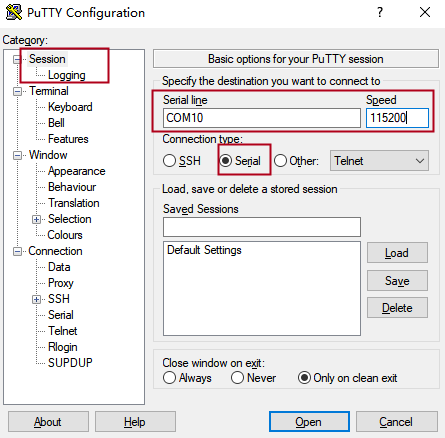 PuTTY Configuration
Category:
Session
Logging
Terminal
Keyboard
Bell
Features
Window
Appearance
Behaviour
Translation
Selection
Colours
Connection
Data
Proxy
SSH
Serial
Telnet
Rlogin
SUPDUP
Basic options for your PuTTY session
Specify the destination you want to connect to
Serial line Speed
COM10 115200
Connection type:
SSH Serial Other: Telnet
Load, save or delete a stored session
Saved Sessions
Default Settings
Load
Save
Delete
Close window on exit:
Always Never Only on clean exit
About Help Open Cancel